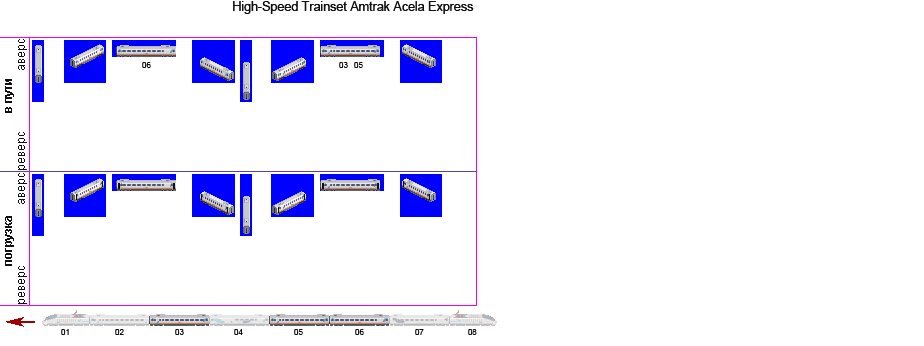 High-Speed Trainset Amtrak Acela Express
в пути
аверс
реверс
06
03 05
погрузка
аверс
реверс
01 02 03 04 05 06 07 08